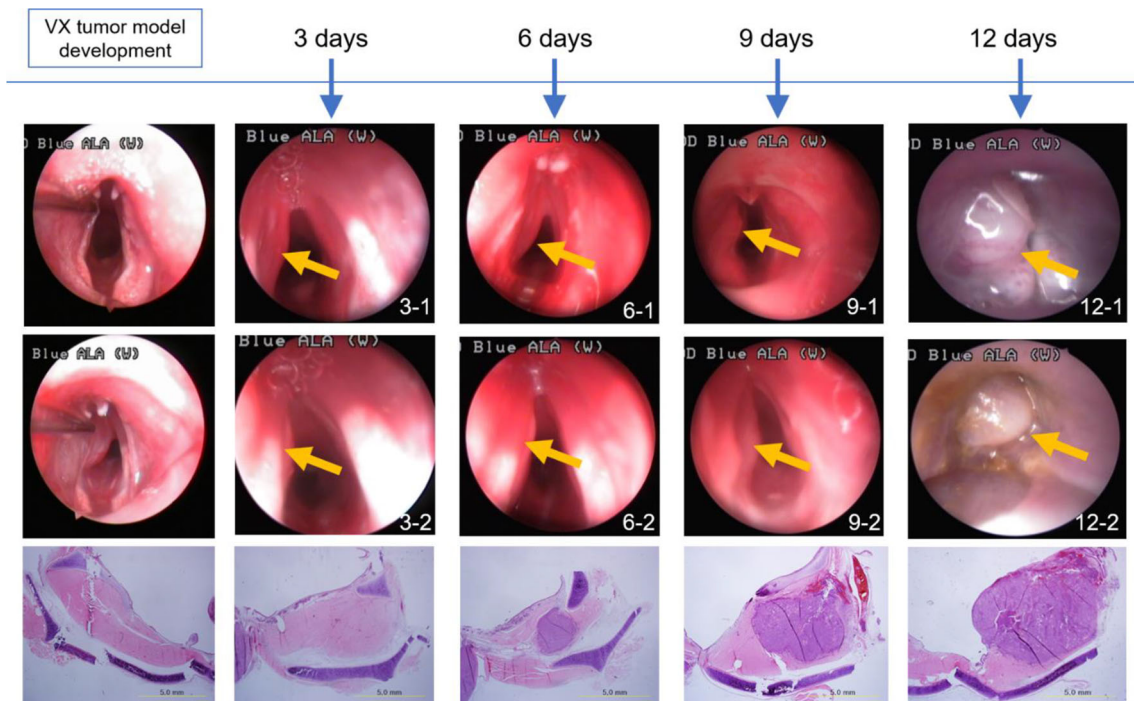 VX tumor model
development
3 days
6 days
9 days
12 days
D Blue ALA (W)
Blue ALA (W)
D Blue ALA (W)
OD Blue ALA (W)
OD Blue ALA (W)
3-1
6-1
9-1
12-1
Blue ALA (W)
Blue ALA (W)
D Blue ALA (W)
OD Blue ALA (W)
D Blue ALA (W)
3-2
6-2
9-2
12-2
5.0 mm
5.0 mm
5.0 mm
5.0 mm
5.0 mm